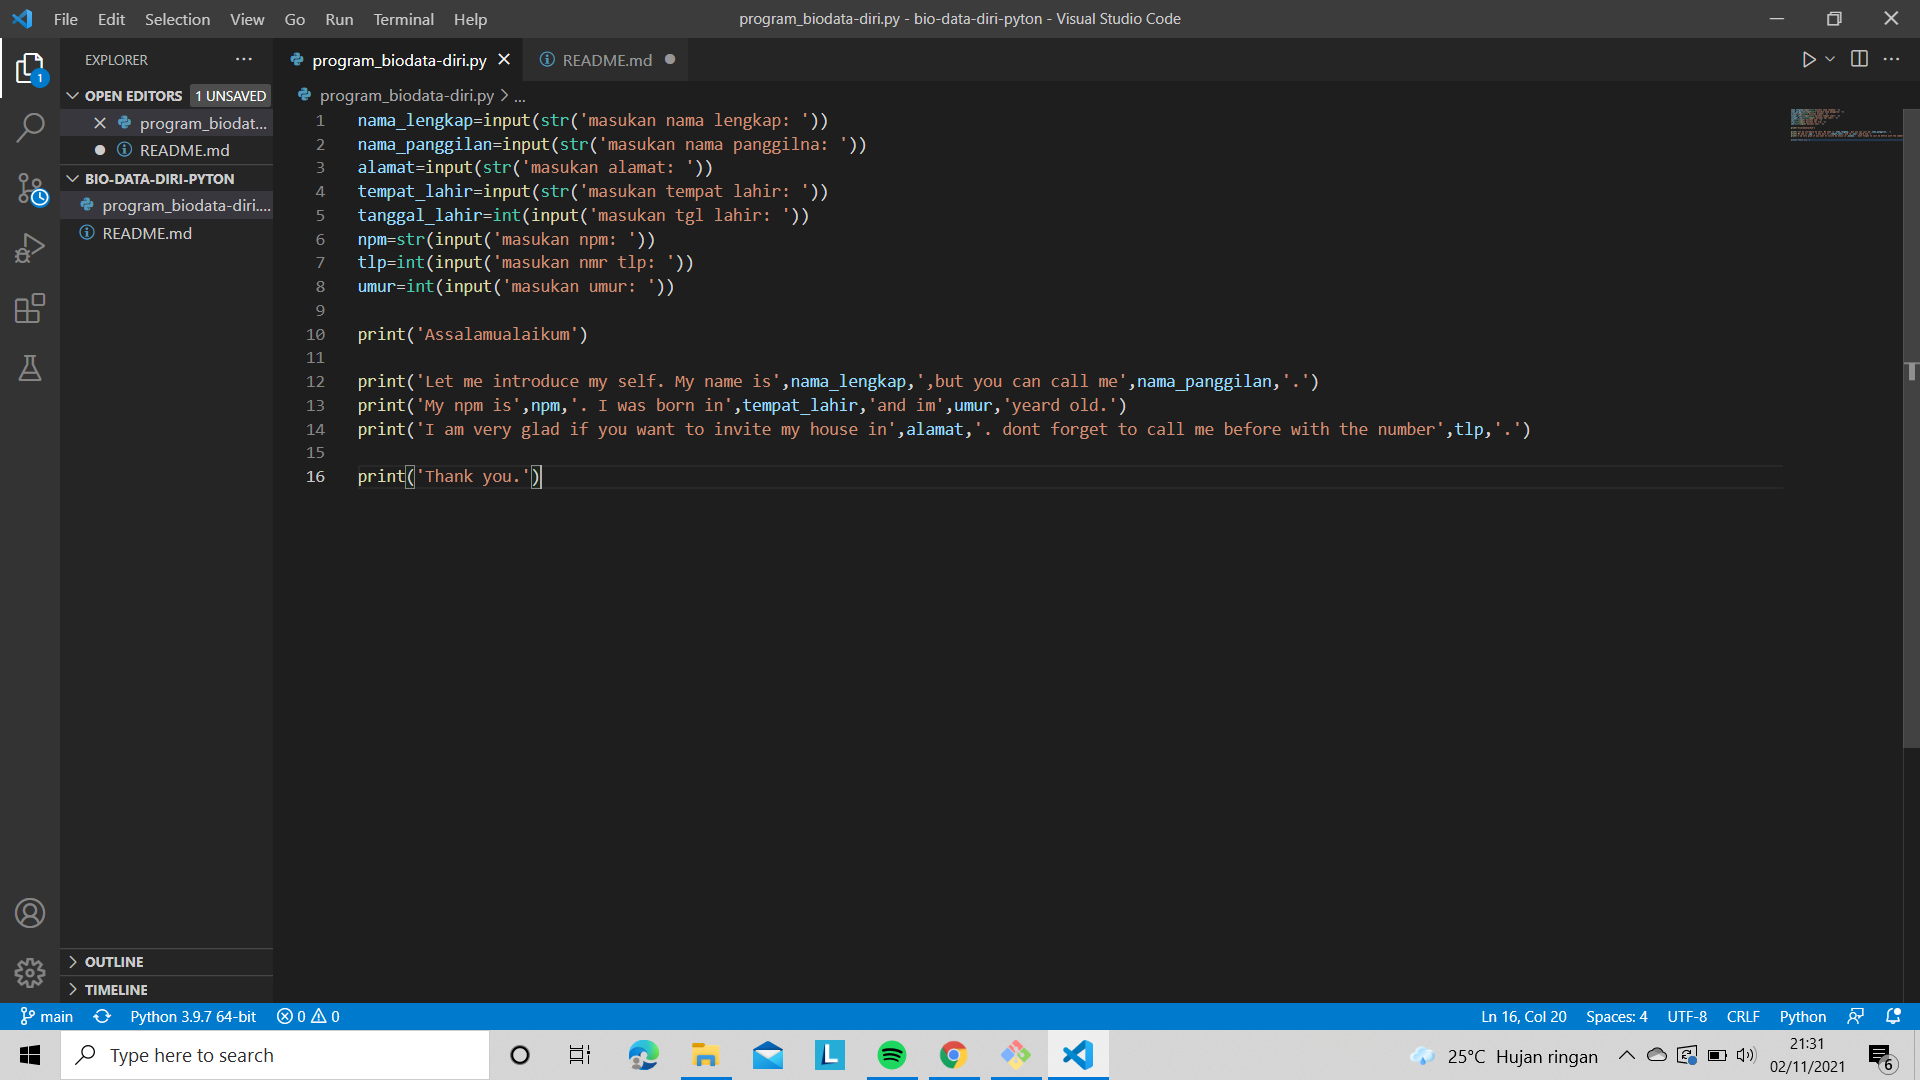 File Edit Selection View Go Run Terminal Help
program_biodata-diri.py - bio-data-diri-pyton - Visual Studio Code
EXPLORER
program_biodata-diri.py
README.md
OPEN EDITORS 1 UNSAVED
program_biodat...
README.md
BIO-DATA-DIRI-PYTON
program_biodata-diri....
README.md
OUTLINE
TIMELINE
program_biodata-diri.py > ...
1 nama_lengkap=input(str('masukan nama lengkap: '))
2 nama_panggilan=input(str('masukan nama panggilna: '))
3 alamat=input(str('masukan alamat: '))
4 tempat_lahir=input(str('masukan tempat lahir: '))
5 tanggal_lahir=int(input('masukan tgl lahir: '))
6 npm=str(input('masukan npm: '))
7 tlp=int(input('masukan nmr tlp: '))
8 umur=int(input('masukan umur: '))
9
10 print('Assalamualaikum')
11
12 print('Let me introduce my self. My name is',nama_lengkap,',but you can call me',nama_panggilan,'.')
13 print('My npm is',npm,'. I was born in',tempat_lahir,'and im',umur,'yeard old.')
14 print('I am very glad if you want to invite my house in',alamat,'. dont forget to call me before with the number',tlp,'.')
15
16 print('Thank you.')
main Python 3.9.7 64-bit 0 0
Ln 16, Col 20 Spaces: 4 UTF-8 CRLF Python
Type here to search
L
25°C Hujan ringan
21:31
02/11/2021
6
1